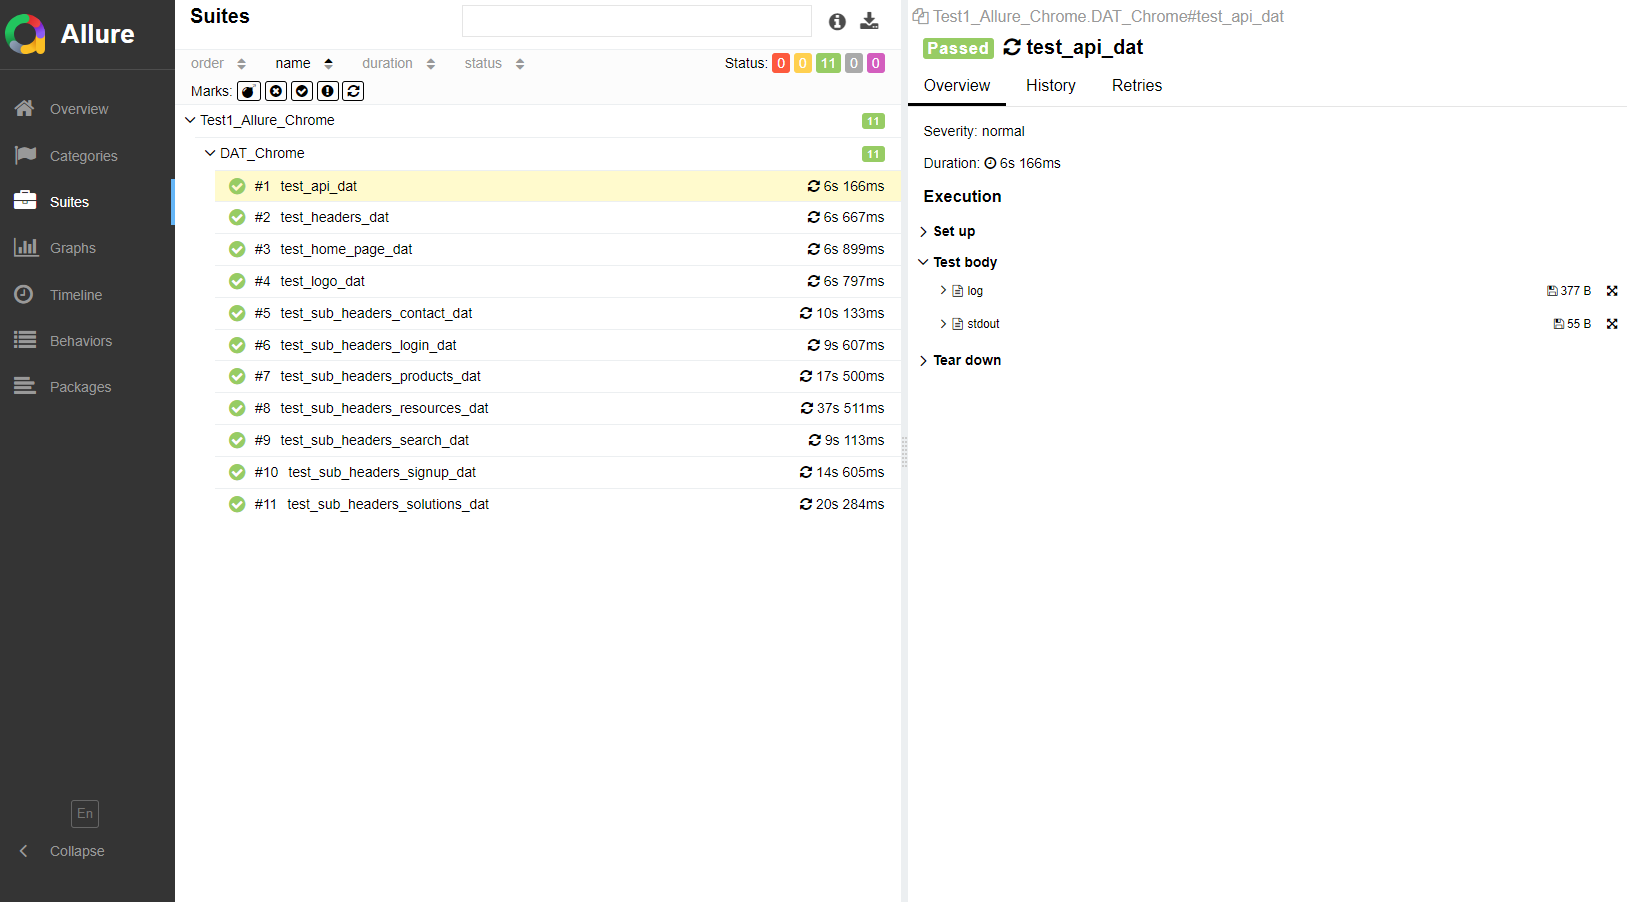 Allure
Overview
Categories
Suites
Graphs
Timeline
Behaviors
Packages
En
Collapse
Suites
order name duration status Status: 0 0 11 0 0
Marks:
Test1_Allure_Chrome 11
DAT_Chrome 11
#1 test_api_dat 6s 166ms
#2 test_headers_dat 6s 667ms
#3 test_home_page_dat 6s 899ms
#4 test_logo_dat 6s 797ms
#5 test_sub_headers_contact_dat 10s 133ms
#6 test_sub_headers_login_dat 9s 607ms
#7 test_sub_headers_products_dat 17s 500ms
#8 test_sub_headers_resources_dat 37s 511ms
#9 test_sub_headers_search_dat 9s 113ms
#10 test_sub_headers_signup_dat 14s 605ms
#11 test_sub_headers_solutions_dat 20s 284ms
Test1_Allure_Chrome.DAT_Chrome#test_api_dat
Passed test_api_dat
Overview History Retries
Severity: normal
Duration: 6s 166ms
Execution
Set up
Test body
log 377 B
stdout 55 B
Tear down